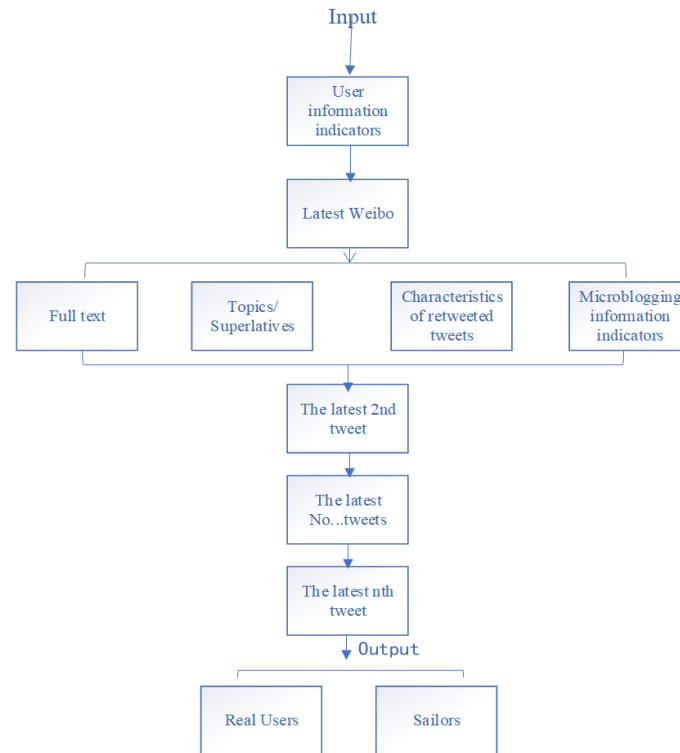 Input
User
information
indicators
Latest Weibo
Full text
Topics/
Superlatives
Characteristics
of retweeted
tweets
Microblogging
information
indicators
The latest 2nd
tweet
The latest
No...tweets
The latest nth
tweet
Output
Real Users
Sailors